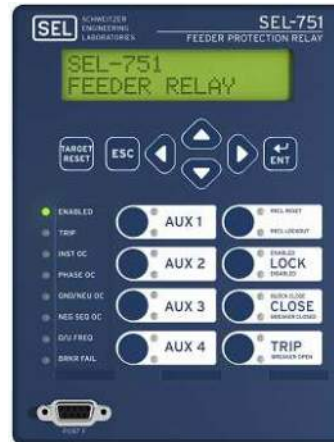 SEL
SCHWEITZER
ENGINEERING
LABORATORIES
SEL-751
FEEDER PROTECTION RELAY
SEL-751
FEEDER RELAY
TARGET
RESET
ESC
ENT
ENABLED
TRIP
INST OC
PHASE OC
GND/NEU OC
NEG SEQ OC
O/U FREQ
BRKR FAIL
AUX 1
RECL RESET
RECL LOCKOUT
AUX 2
ENABLED
LOCK
DISABLED
AUX 3
BLOCK CLOSE
CLOSE
BREAKER CLOSED
AUX 4
TRIP
BREAKER OPEN
PORT F